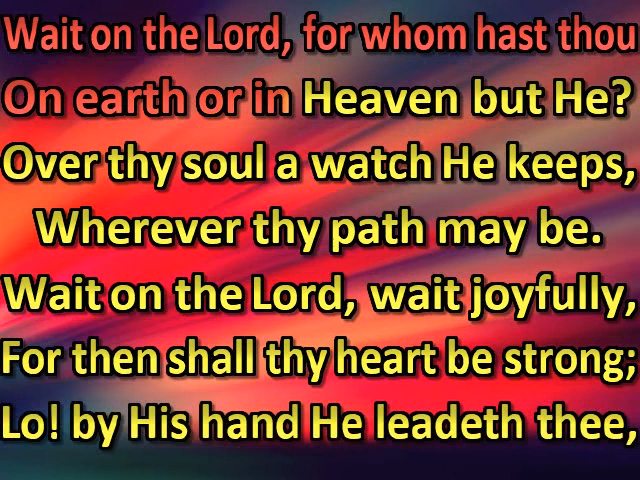 Wait on the Lord, for whom hast thou
On earth or in Heaven but He?
Over thy soul a watch He keeps,
Wherever thy path may be.
Wait on the Lord, wait joyfully,
For then shall thy heart be strong;
Lo! by His hand He leadeth thee,